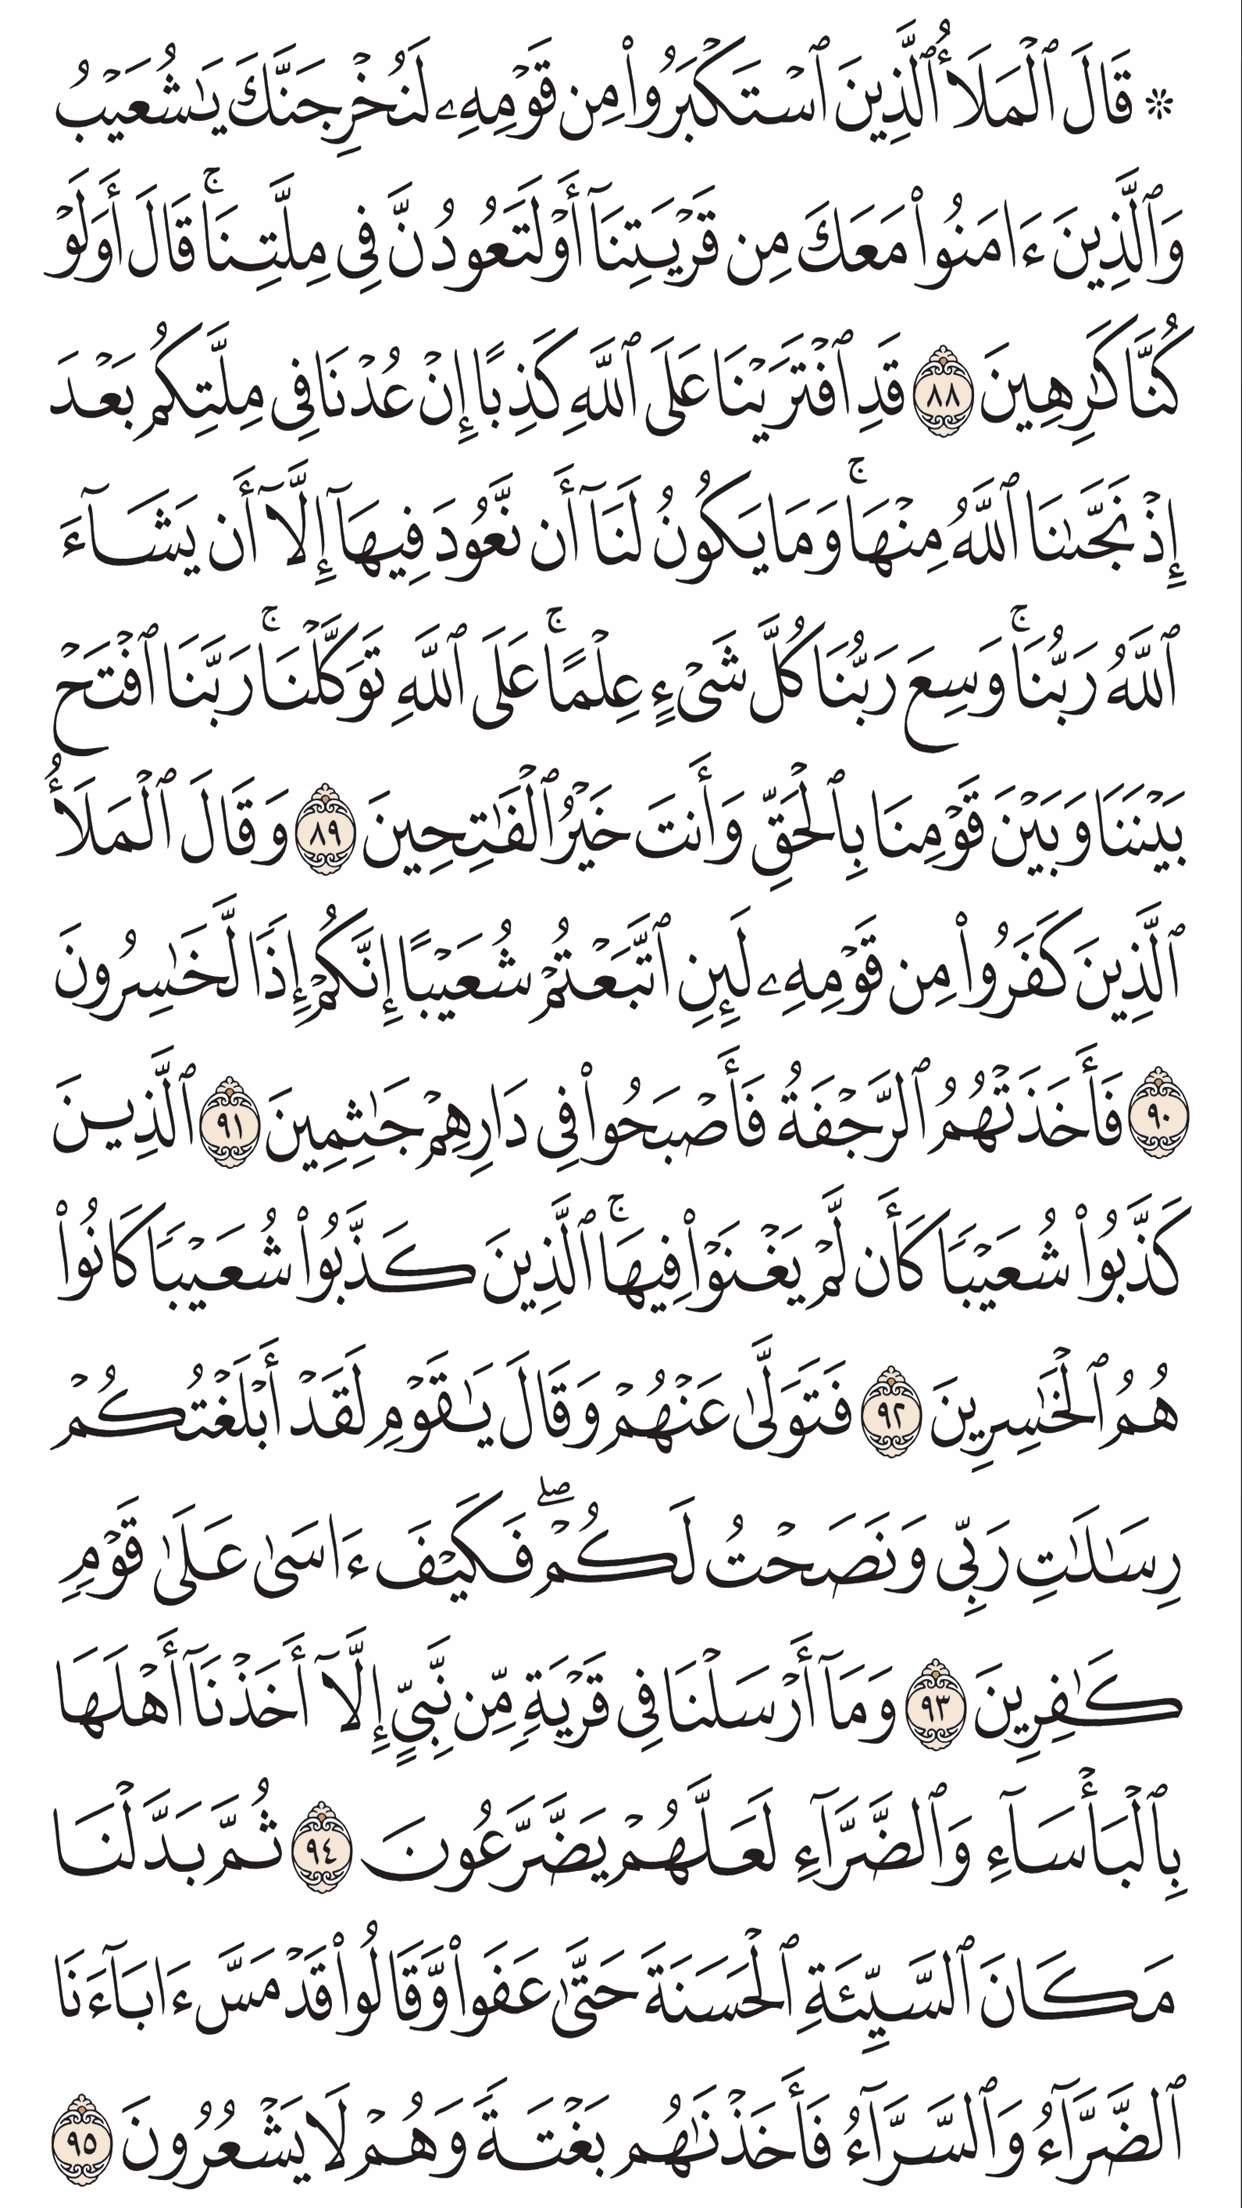 ۞ قَالَ ٱلْمَلَأُ ٱلَّذِينَ ٱسْتَكْبَرُوا۟ مِن قَوْمِهِۦ لَنُخْرِجَنَّكَ يَـٰشُعَيْبُ
وَٱلَّذِينَ ءَامَنُوا۟ مَعَكَ مِن قَرْيَتِنَآ أَوْ لَتَعُودُنَّ فِى مِلَّتِنَا ۚ قَالَ أَوَلَوْ
كُنَّا كَـٰرِهِينَ ٨٨ قَدِ ٱفْتَرَيْنَا عَلَى ٱللَّهِ كَذِبًا إِنْ عُدْنَا فِى مِلَّتِكُم بَعْدَ
إِذْ نَجَّىٰنَا ٱللَّهُ مِنْهَا ۚ وَمَا يَكُونُ لَنَآ أَن نَّعُودَ فِيهَآ إِلَّآ أَن يَشَآءَ
ٱللَّهُ رَبُّنَا ۚ وَسِعَ رَبُّنَا كُلَّ شَىْءٍ عِلْمًا ۚ عَلَى ٱللَّهِ تَوَكَّلْنَا ۚ رَبَّنَا ٱفْتَحْ
بَيْنَنَا وَبَيْنَ قَوْمِنَا بِٱلْحَقِّ وَأَنتَ خَيْرُ ٱلْفَـٰتِحِينَ ٨٩ وَقَالَ ٱلْمَلَأُ
ٱلَّذِينَ كَفَرُوا۟ مِن قَوْمِهِۦ لَئِنِ ٱتَّبَعْتُمْ شُعَيْبًا إِنَّكُمْ إِذًا لَّخَـٰسِرُونَ
٩٠ فَأَخَذَتْهُمُ ٱلرَّجْفَةُ فَأَصْبَحُوا۟ فِى دَارِهِمْ جَـٰثِمِينَ ٩١ ٱلَّذِينَ
كَذَّبُوا۟ شُعَيْبًا كَأَن لَّمْ يَغْنَوْا۟ فِيهَا ۚ ٱلَّذِينَ كَذَّبُوا۟ شُعَيْبًا كَانُوا۟
هُمُ ٱلْخَـٰسِرِينَ ٩٢ فَتَوَلَّىٰ عَنْهُمْ وَقَالَ يَـٰقَوْمِ لَقَدْ أَبْلَغْتُكُمْ
رِسَـٰلَـٰتِ رَبِّى وَنَصَحْتُ لَكُمْ ۖ فَكَيْفَ ءَاسَىٰ عَلَىٰ قَوْمٍ
كَـٰفِرِينَ ٩٣ وَمَآ أَرْسَلْنَا فِى قَرْيَةٍ مِّن نَّبِىٍّ إِلَّآ أَخَذْنَآ أَهْلَهَا
بِٱلْبَأْسَآءِ وَٱلضَّرَّآءِ لَعَلَّهُمْ يَضَّرَّعُونَ ٩٤ ثُمَّ بَدَّلْنَا
مَكَانَ ٱلسَّيِّئَةِ ٱلْحَسَنَةَ حَتَّىٰ عَفَوا۟ وَّقَالُوا۟ قَدْ مَسَّ ءَابَآءَنَا
ٱلضَّرَّآءُ وَٱلسَّرَّآءُ فَأَخَذْنَـٰهُم بَغْتَةً وَهُمْ لَا يَشْعُرُونَ ٩٥